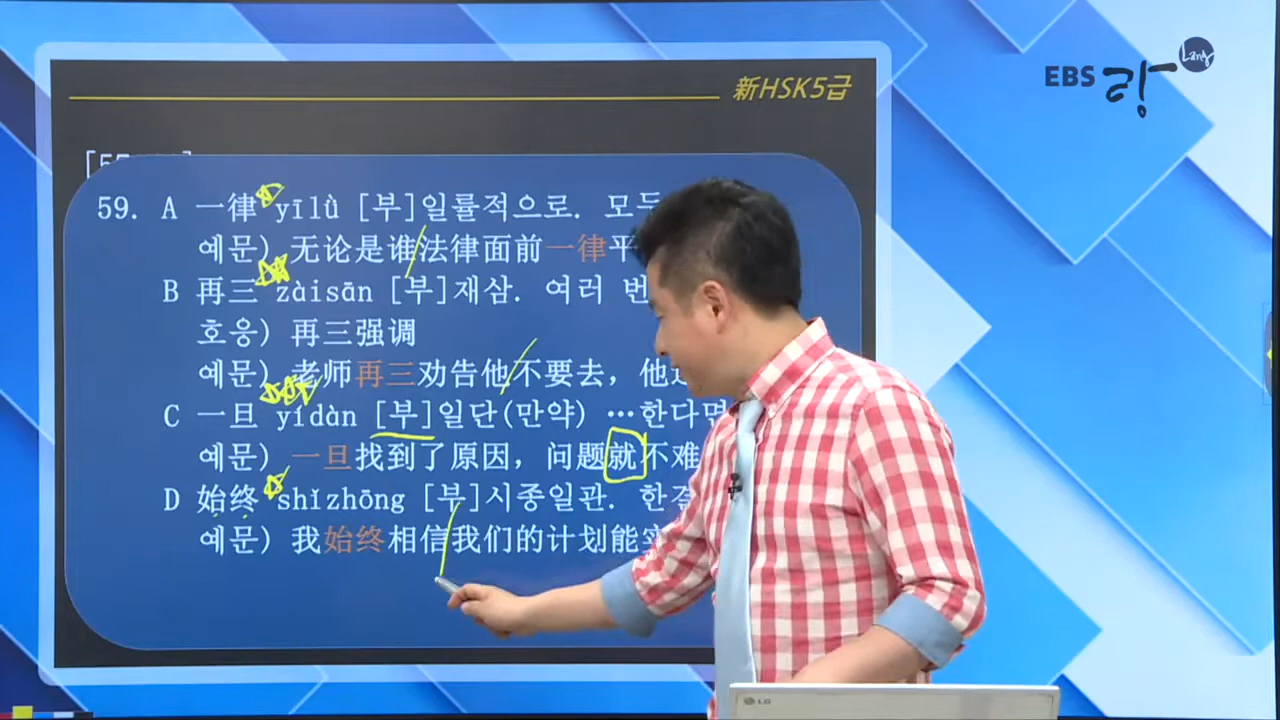 EBS 랑 Lang
新HSK5급
59. A 一律 yīlǜ [부]일률적으로. 모두
예문) 无论是谁法律面前一律平
B 再三 zàisān [부]재삼. 여러 번
호응) 再三强调
예문) 老师再三劝告他不要去, 他还
C 一旦 yídàn [부]일단(만약) …한다면
예문) 一旦找到了原因, 问题就不难
D 始终 shǐzhōng [부]시종일관. 한결
예문) 我始终相信我们的计划能实
LG